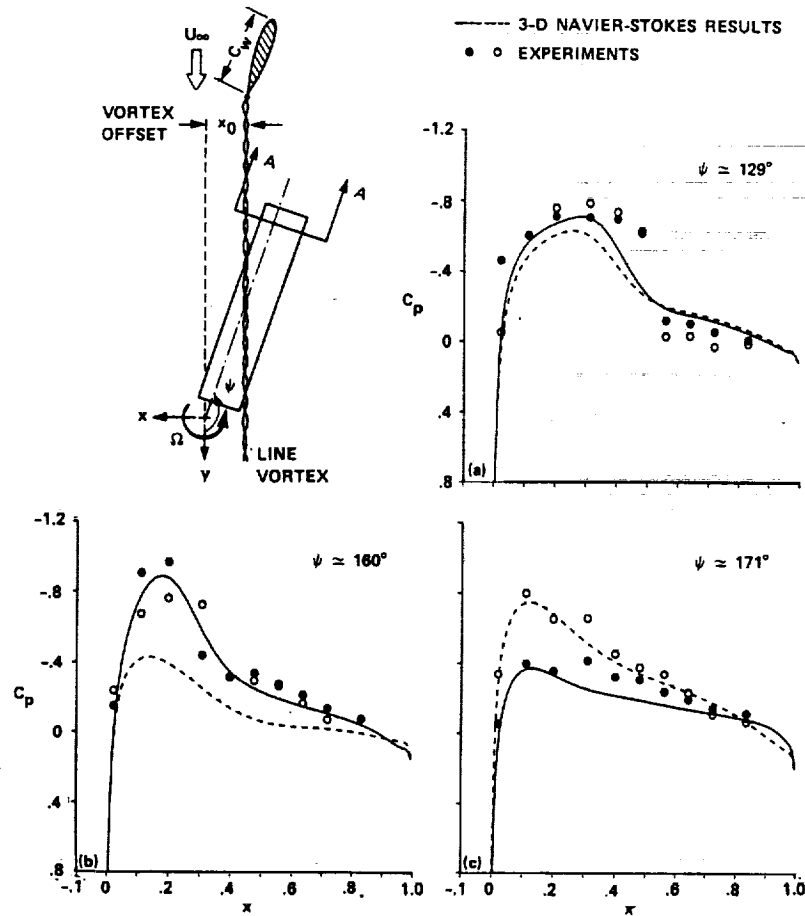 U∞
C_w
3-D NAVIER-STOKES RESULTS
EXPERIMENTS
VORTEX
OFFSET
x₀
A
A
ψ
x
Ω
y
LINE
VORTEX
-1.2
-.8
-.4
0
.4
.8
C_p
ψ ≃ 129°
(a)
-1.2
-.8
-.4
0
.4
.8
C_p
ψ ≃ 160°
(b)
-.1
0
.2
.4
.6
.8
1.0
x
ψ ≃ 171°
(c)
-.1
0
.2
.4
.6
.8
1.0
x